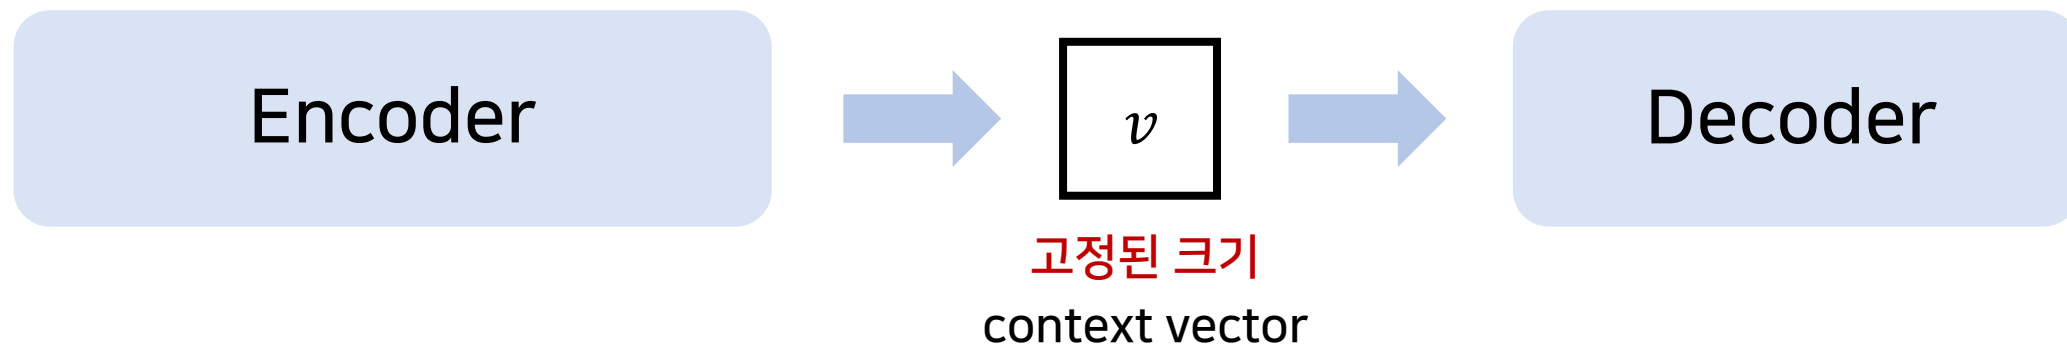 Encoder
v
Decoder
고정된 크기
context vector